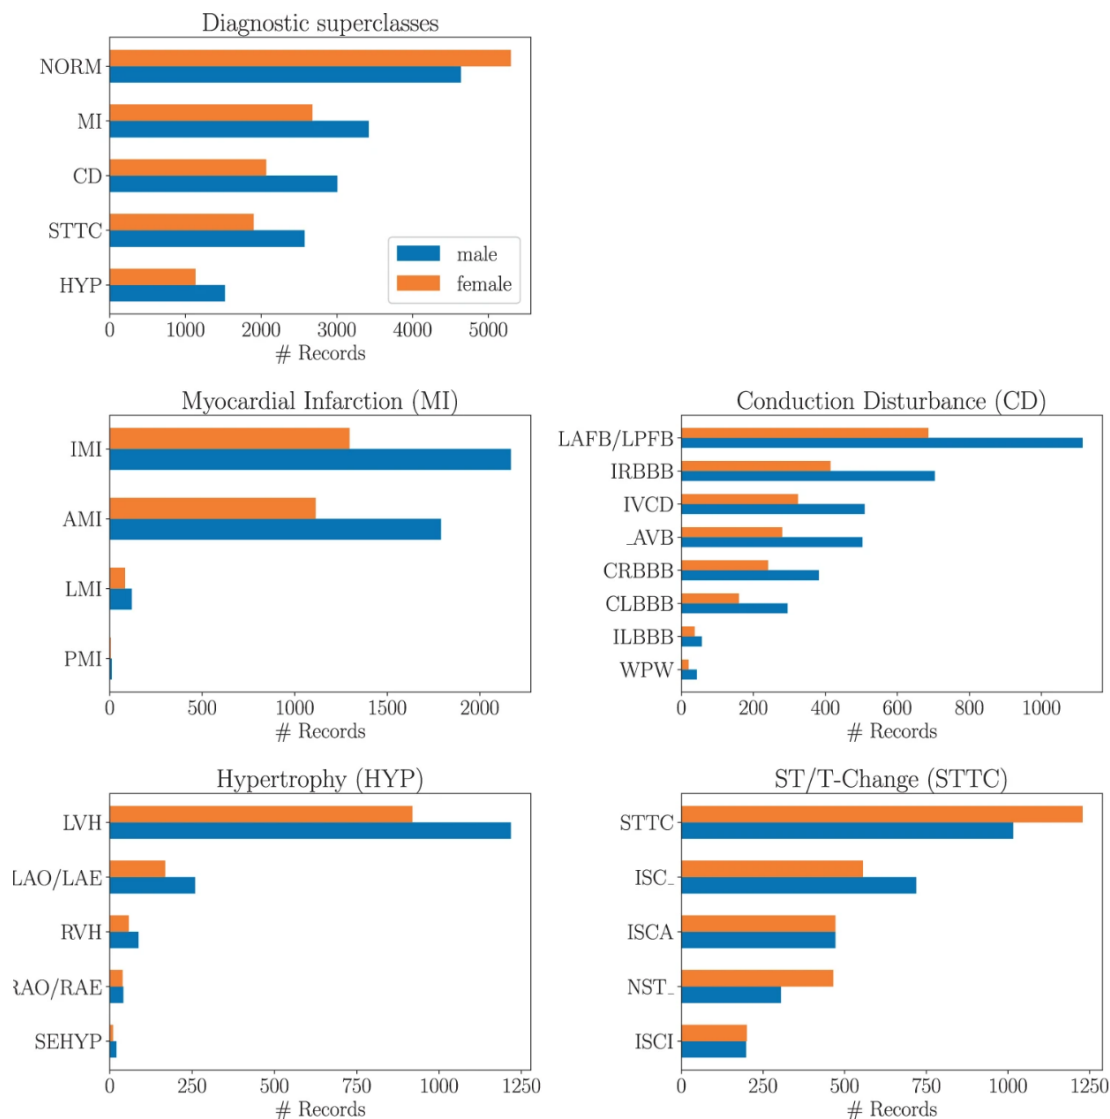 Diagnostic superclasses
NORM
MI
CD
STTC
HYP
male
female
0 1000 2000 3000 4000 5000
# Records
Myocardial Infarction (MI)
IMI
AMI
LMI
PMI
0 500 1000 1500 2000
# Records
Conduction Disturbance (CD)
LAFB/LPFB
IRBBB
IVCD
_AVB
CRBBB
CLBBB
ILBBB
WPW
0 200 400 600 800 1000
# Records
Hypertrophy (HYP)
LVH
LAO/LAE
RVH
RAO/RAE
SEHYP
0 250 500 750 1000 1250
# Records
ST/T-Change (STTC)
STTC
ISC_
ISCA
NST_
ISCI
0 250 500 750 1000 1250
# Records